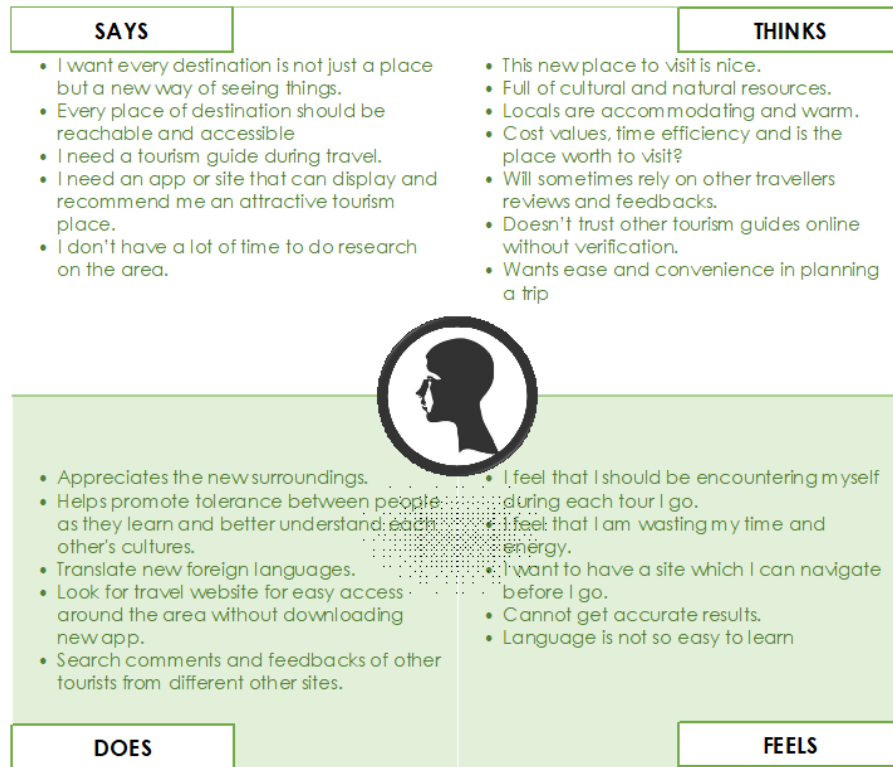 SAYS
• I want every destination is not just a place
but a new way of seeing things.
• Every place of destination should be
reachable and accessible
• I need a tourism guide during travel.
• I need an app or site that can display and
recommend me an attractive tourism
place.
• I don't have a lot of time to do research
on the area.
THINKS
• This new place to visit is nice.
• Full of cultural and natural resources.
• Locals are accommodating and warm.
• Cost values, time efficiency and is the
place worth to visit?
• Will sometimes rely on other travellers
reviews and feedbacks.
• Doesn't trust other tourism guides online
without verification.
• Wants ease and convenience in planning
a trip
• Appreciates the new surroundings.
• Helps promote tolerance between people
as they learn and better understand each
other's cultures.
• Translate new foreign languages.
• Look for travel website for easy access
around the area without downloading
new app.
• Search comments and feedbacks of other
tourists from different other sites.
DOES
• I feel that I should be encountering myself
during each tour I go.
• I feel that I am wasting my time and
energy.
• I want to have a site which I can navigate
before I go.
• Cannot get accurate results.
• Language is not so easy to learn
FEELS